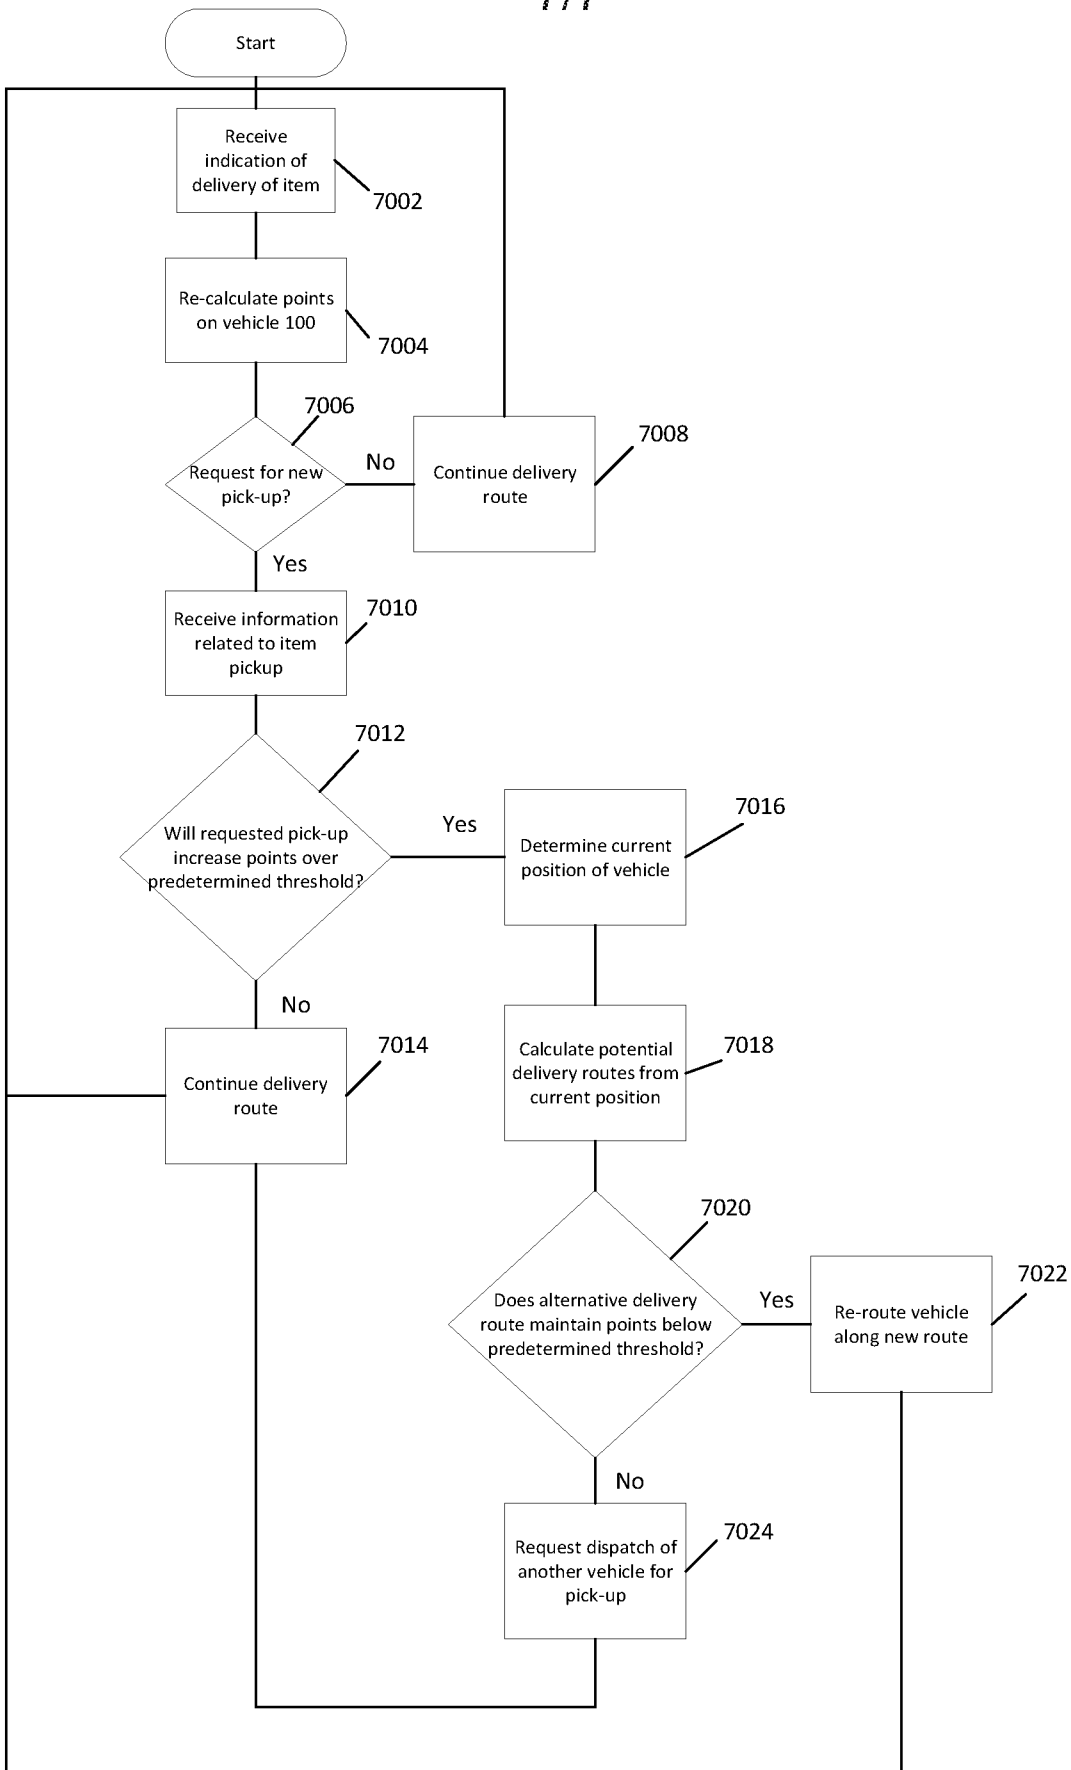 Start
Receive
indication of
delivery of item
7002
Re-calculate points
on vehicle 100
7004
7006
Request for new
pick-up?
No
Continue delivery
route
7008
Yes
Receive information
related to item
pickup
7010
7012
Will requested pick-up
increase points over
predetermined threshold?
Yes
Determine current
position of vehicle
7016
No
Continue delivery
route
7014
Calculate potential
delivery routes from
current position
7018
7020
Does alternative delivery
route maintain points below
predetermined threshold?
Yes
Re-route vehicle
along new route
7022
No
Request dispatch of
another vehicle for
pick-up
7024